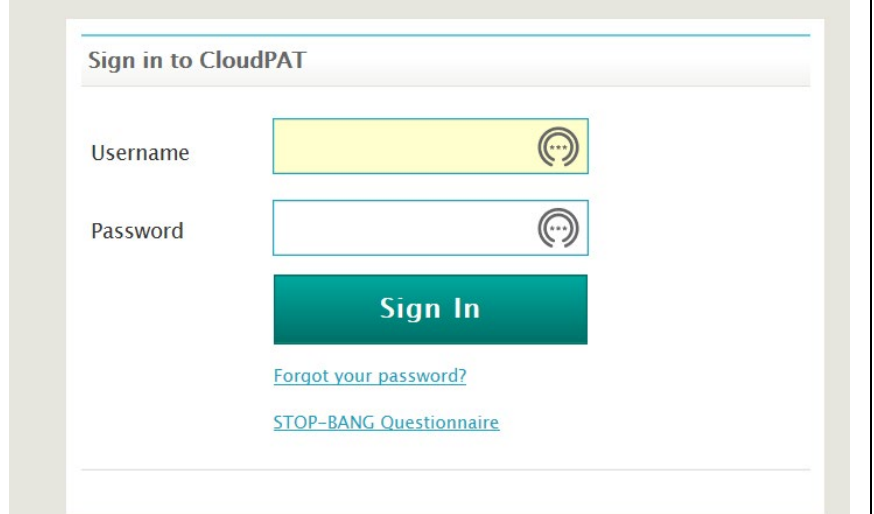 Sign in to CloudPAT
Username
Password
Sign In
Forgot your password?
STOP-BANG Questionnaire